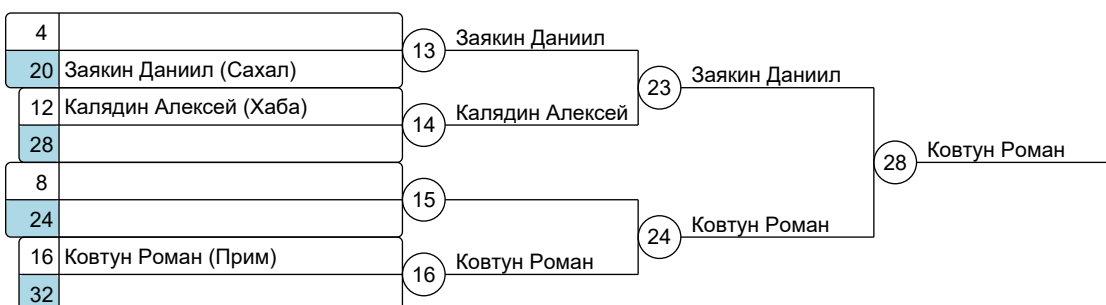 4
20 Заякин Даниил (Сахал)
13
Заякин Даниил
12 Калядин Алексей (Хаба)
28
14
Калядин Алексей
23
Заякин Даниил
8
24
15
16 Ковтун Роман (Прим)
32
16
Ковтун Роман
24
Ковтун Роман
28
Ковтун Роман